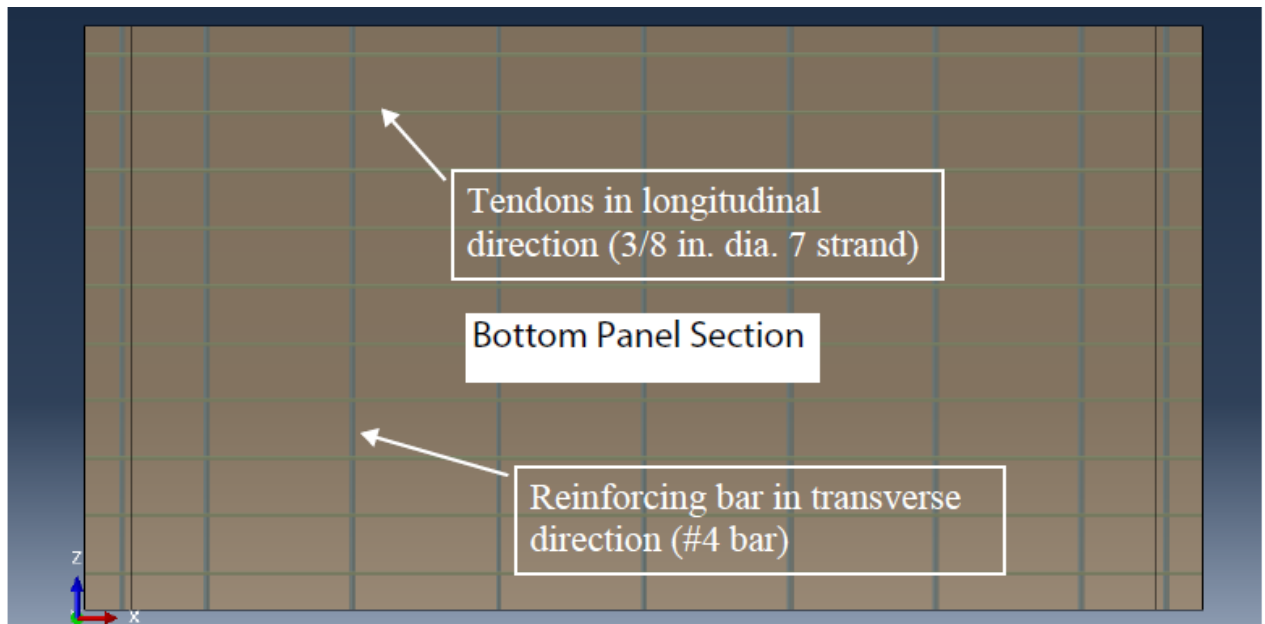 Tendons in longitudinal
direction (3/8 in. dia. 7 strand)
Bottom Panel Section
Reinforcing bar in transverse
direction (#4 bar)
Z
X